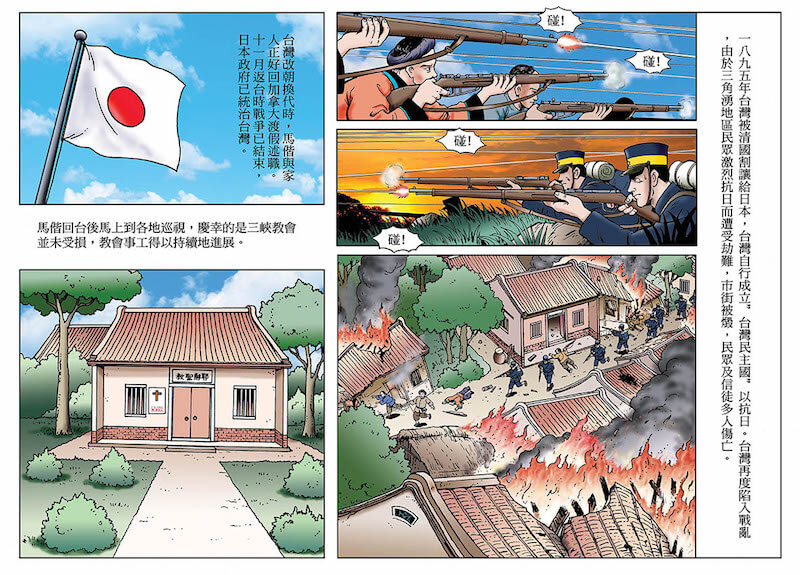 一八九五年台灣被清國割讓給日本，台灣自行成立〝台灣民主國〞以抗日。台灣再度陷入戰亂
，由於三角湧地區民眾激烈抗日而遭受劫難，市街被燬，民眾及信徒多人傷亡。
碰!
碰!
碰!
碰!
台灣改朝換代時，馬偕與家
人正好回加拿大渡假述職。
十一月返台時戰爭已結束，
日本政府已統治台灣。
馬偕回台後馬上到各地巡視，慶幸的是三峽教會
並未受損，教會事工得以持續地進展。
耶穌聖教